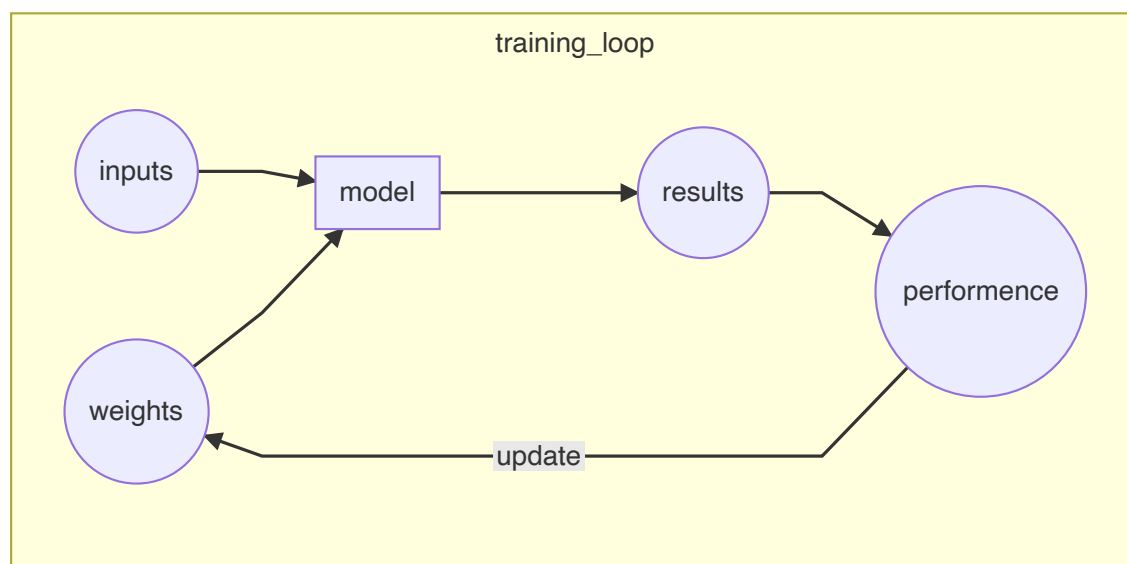 training_loop
inputs
model
results
performence
weights
update